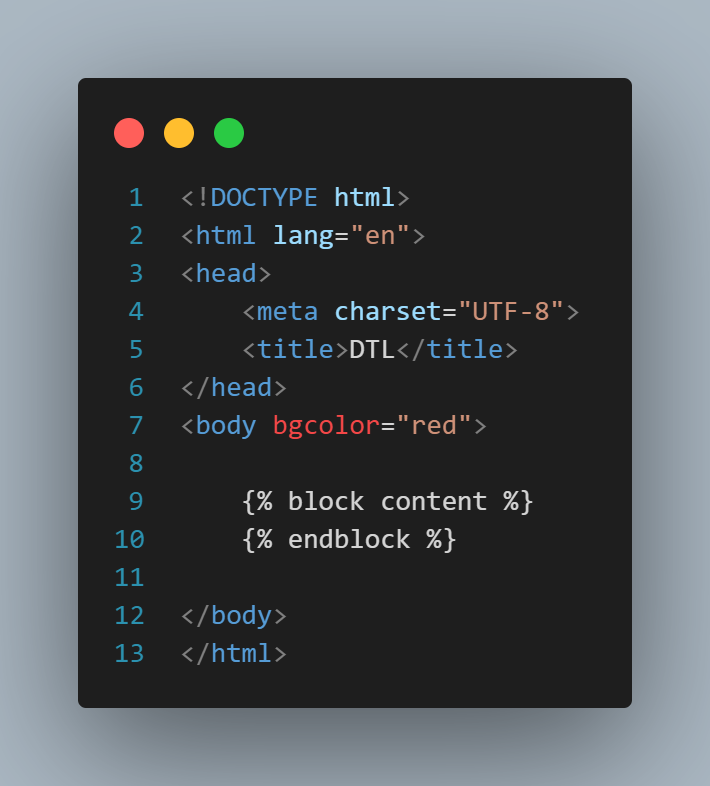 1 <!DOCTYPE html>
2 <html lang="en">
3 <head>
4     <meta charset="UTF-8">
5     <title>DTL</title>
6 </head>
7 <body bgcolor="red">
8
9     {% block content %}
10     {% endblock %}
11
12 </body>
13 </html>